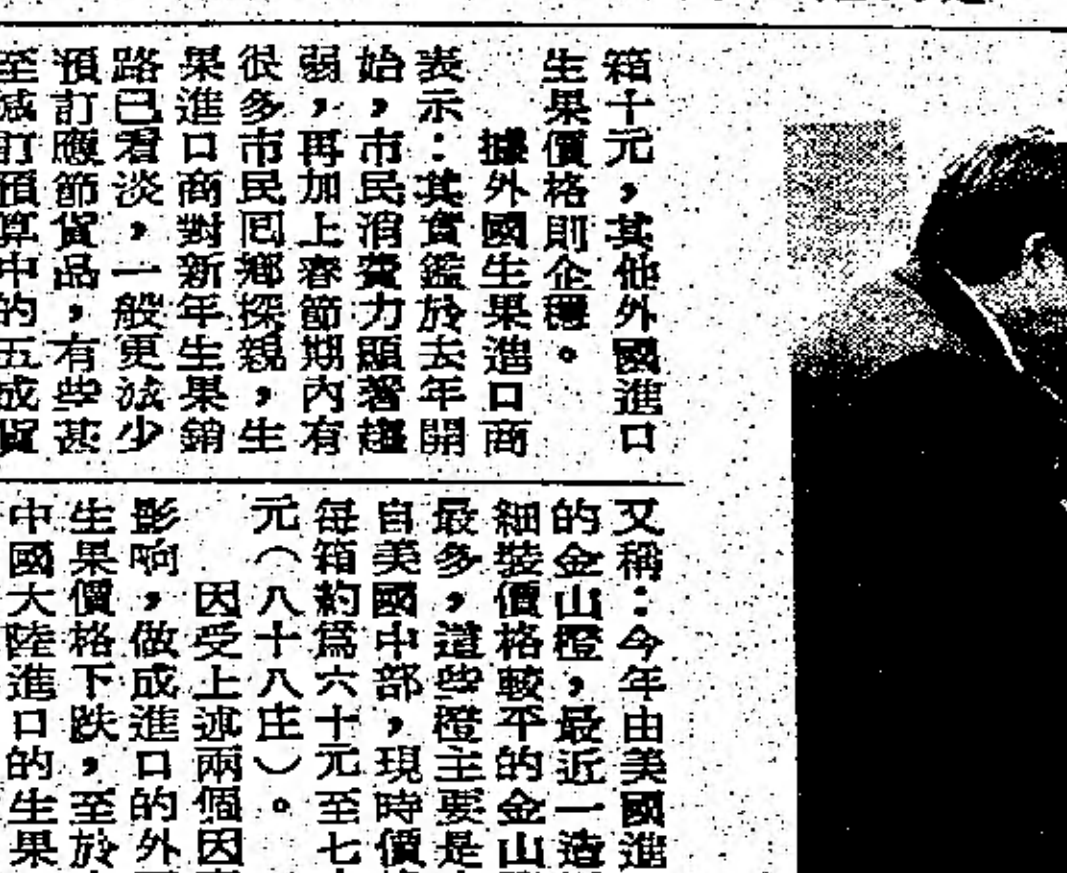 箱十元，其他外國進口
生果價格則企穩。
據外國生果進口商
表示：其實鑑於去年開
始，市民消費力顯著趨
弱，再加上春節期內有
很多市民囘鄉探親，生
果進口商對新年生果銷
路已看淡，一般更減少
預訂應節貨品，有些甚
至減訂預算中的五成貨
又稱：今年由美國進
的金山橙，最近一造
細裝價格較平的金山
最多，這些橙主要是
自美國中部，現時價
每箱約爲六十元至七
元（八十八庄）。
因受上述兩個因
影响，做成進口的外
生果價格下跌，至於
中國大陸進口的生果